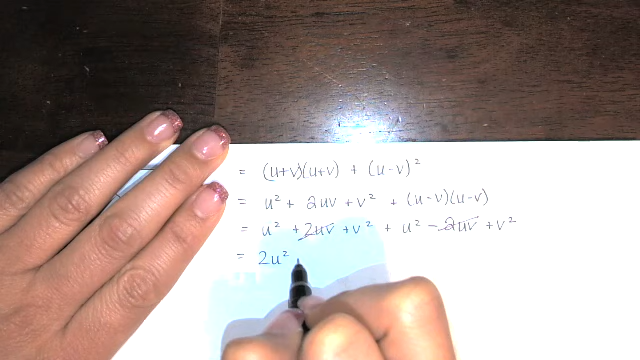 = (u+v)(u+v) + (u-v)²
= u² + 2uv + v² + (u-v)(u-v)
= u² + 2uv + v² + u² - 2uv + v²
= 2u²